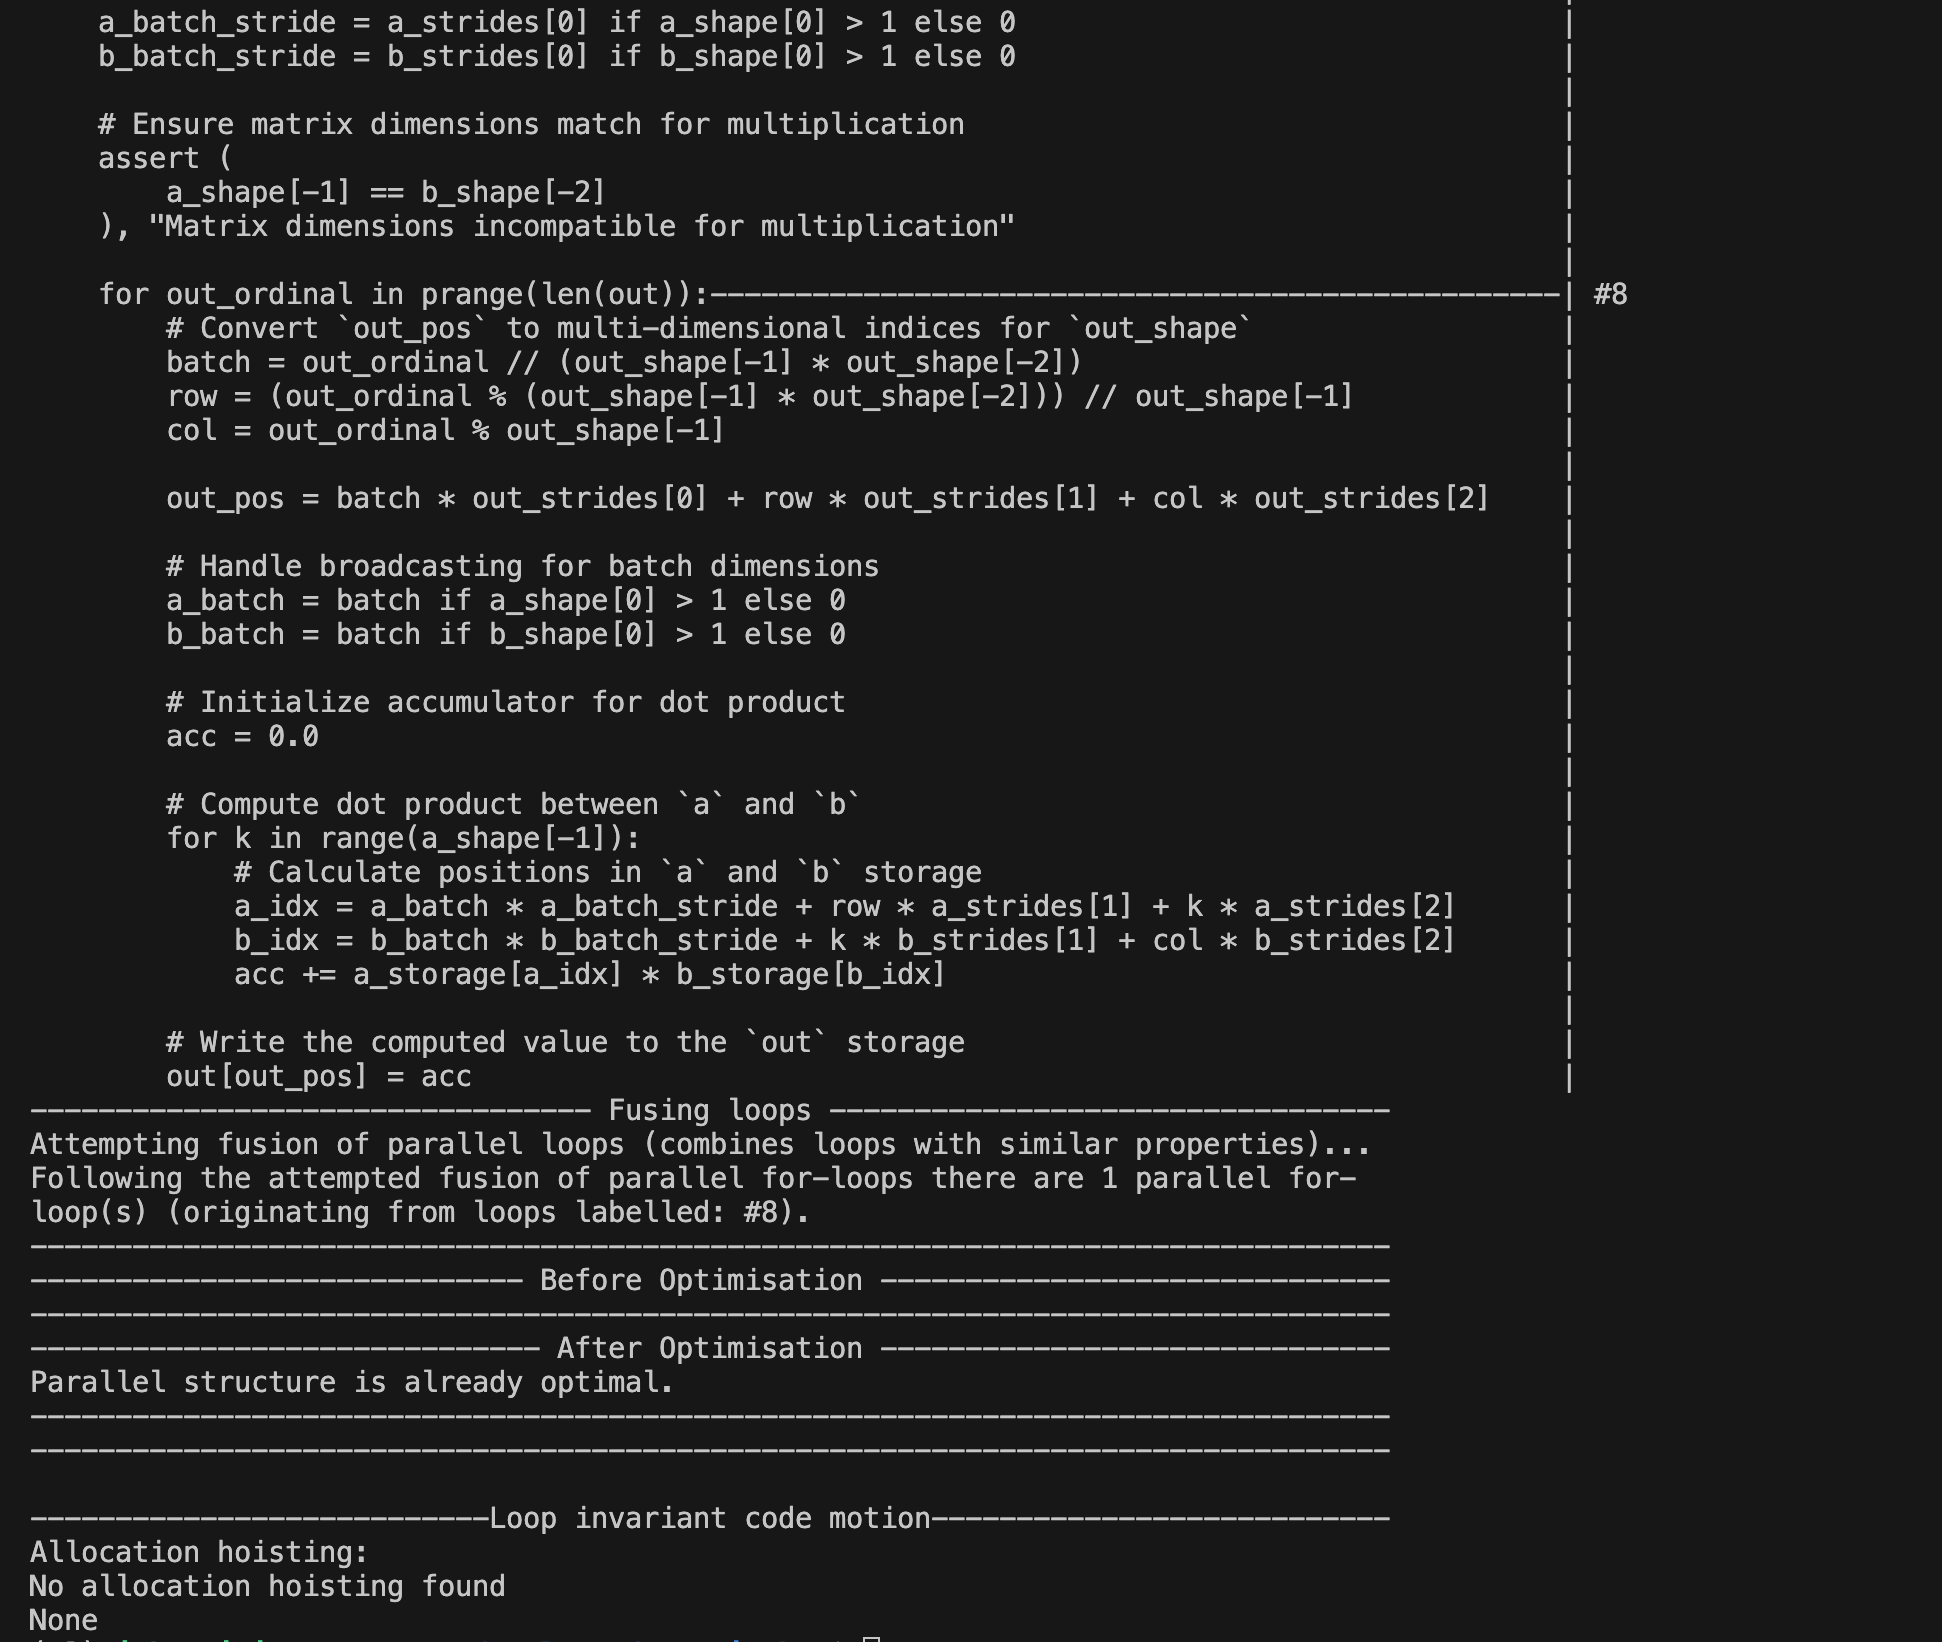 a_batch_stride = a_strides[0] if a_shape[0] > 1 else 0
b_batch_stride = b_strides[0] if b_shape[0] > 1 else 0
# Ensure matrix dimensions match for multiplication
assert (
a_shape[-1] == b_shape[-2]
), "Matrix dimensions incompatible for multiplication"
for out_ordinal in prange(len(out)):---------------------------------------------------| #8
# Convert `out_pos` to multi-dimensional indices for `out_shape`
batch = out_ordinal // (out_shape[-1] * out_shape[-2])
row = (out_ordinal % (out_shape[-1] * out_shape[-2])) // out_shape[-1]
col = out_ordinal % out_shape[-1]
out_pos = batch * out_strides[0] + row * out_strides[1] + col * out_strides[2]
# Handle broadcasting for batch dimensions
a_batch = batch if a_shape[0] > 1 else 0
b_batch = batch if b_shape[0] > 1 else 0
# Initialize accumulator for dot product
acc = 0.0
# Compute dot product between `a` and `b`
for k in range(a_shape[-1]):
# Calculate positions in `a` and `b` storage
a_idx = a_batch * a_batch_stride + row * a_strides[1] + k * a_strides[2]
b_idx = b_batch * b_batch_stride + k * b_strides[1] + col * b_strides[2]
acc += a_storage[a_idx] * b_storage[b_idx]
# Write the computed value to the `out` storage
out[out_pos] = acc
--------------------------------- Fusing loops ---------------------------------
Attempting fusion of parallel loops (combines loops with similar properties)...
Following the attempted fusion of parallel for-loops there are 1 parallel for-
loop(s) (originating from loops labelled: #8).
--------------------------------------------------------------------------------
----------------------------- Before Optimisation ------------------------------
--------------------------------------------------------------------------------
------------------------------ After Optimisation ------------------------------
Parallel structure is already optimal.
--------------------------------------------------------------------------------
--------------------------------------------------------------------------------
---------------------------Loop invariant code motion---------------------------
Allocation hoisting:
No allocation hoisting found
None